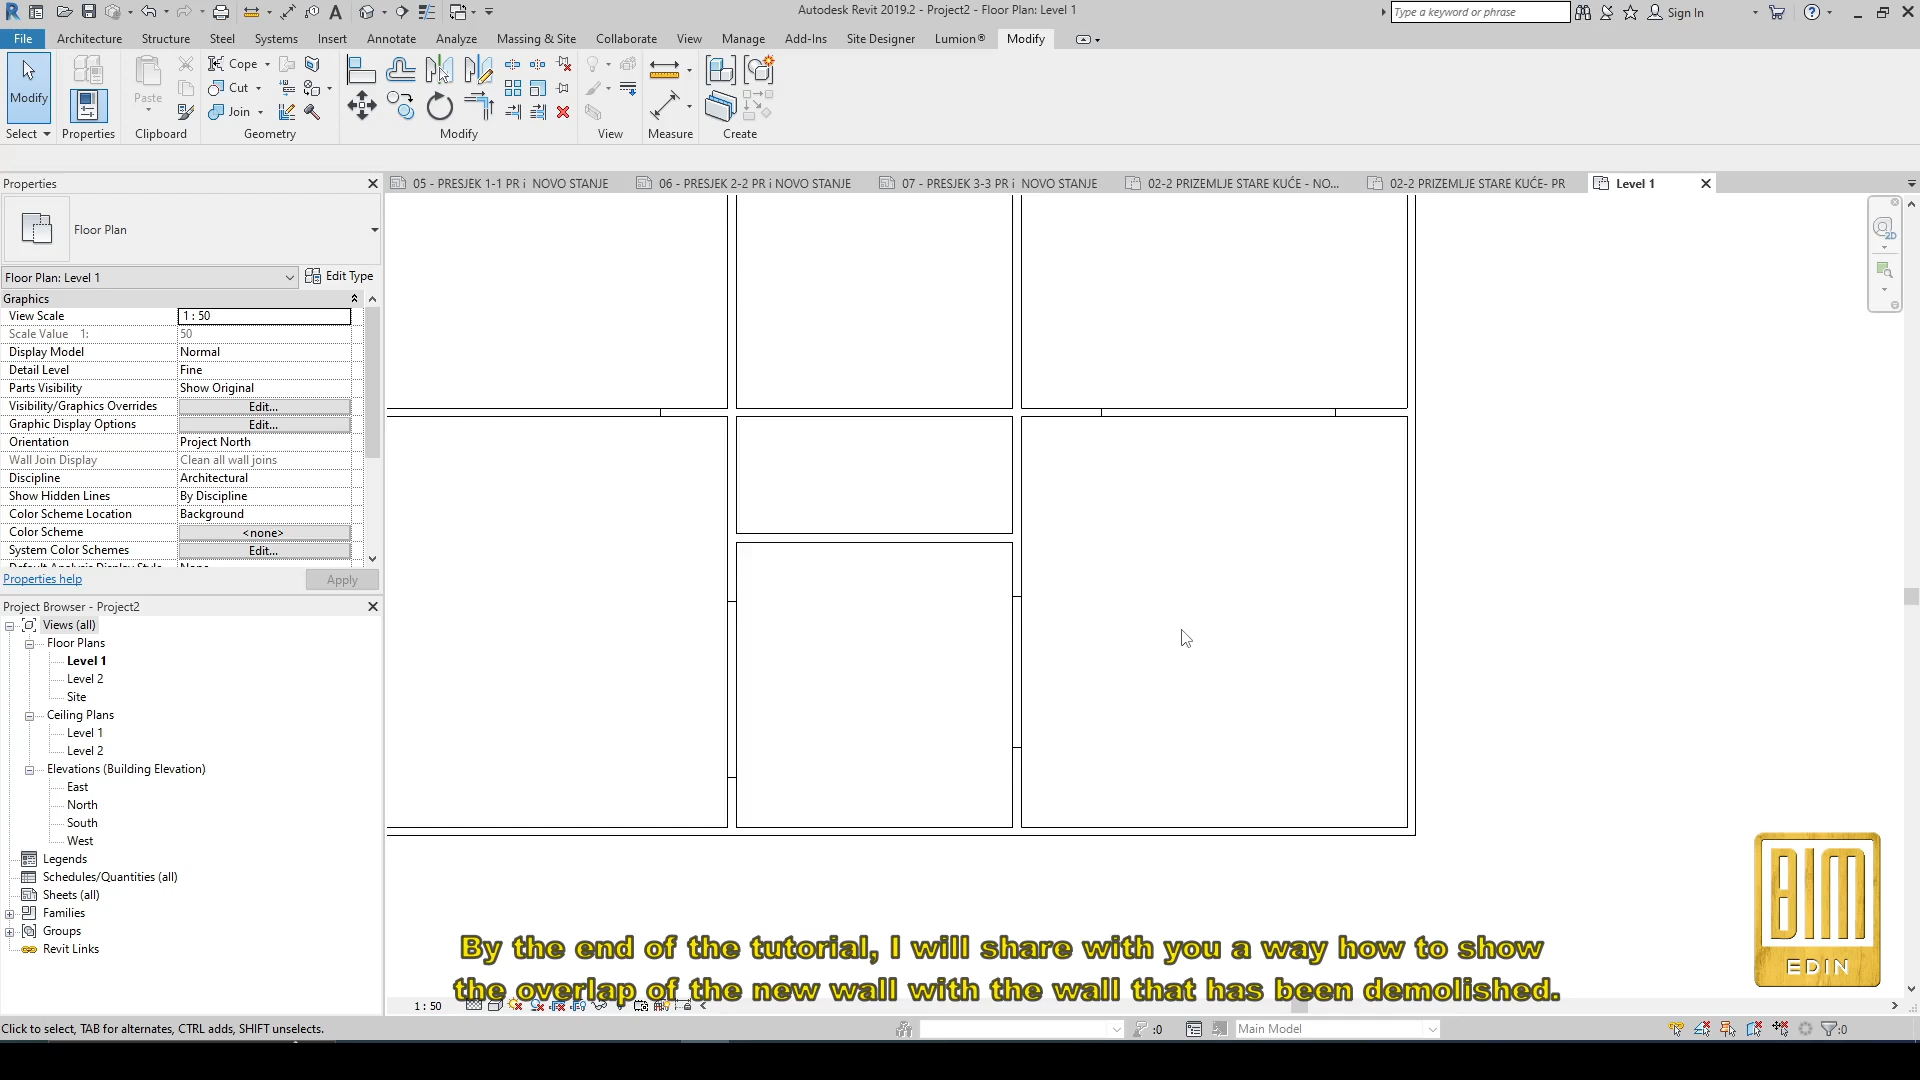 Autodesk Revit 2019.2 - Project2 - Floor Plan: Level 1
Type a keyword or phrase
Sign In
File Architecture Structure Steel Systems Insert Annotate Analyze Massing & Site Collaborate View Manage Add-Ins Site Designer Lumion® Modify
Modify
Paste
Cope
Cut
Join
Select Properties Clipboard Geometry Modify View Measure Create
Properties
05 - PRESJEK 1-1 PR i NOVO STANJE
06 - PRESJEK 2-2 PR i NOVO STANJE
07 - PRESJEK 3-3 PR i NOVO STANJE
02-2 PRIZEMLJE STARE KUĆE - NO...
02-2 PRIZEMLJE STARE KUĆE- PR
Level 1
Floor Plan
Floor Plan: Level 1
Edit Type
Graphics
View Scale 1 : 50
Scale Value 1: 50
Display Model Normal
Detail Level Fine
Parts Visibility Show Original
Visibility/Graphics Overrides Edit...
Graphic Display Options Edit...
Orientation Project North
Wall Join Display Clean all wall joins
Discipline Architectural
Show Hidden Lines By Discipline
Color Scheme Location Background
Color Scheme <none>
System Color Schemes Edit...
Properties help
Apply
Project Browser - Project2
Views (all)
Floor Plans
Level 1
Level 2
Site
Ceiling Plans
Level 1
Level 2
Elevations (Building Elevation)
East
North
South
West
Legends
Schedules/Quantities (all)
Sheets (all)
Families
Groups
Revit Links
2D
BIM
EDIN
By the end of the tutorial, I will share with you a way how to show
the overlap of the new wall with the wall that has been demolished.
1 : 50
Click to select, TAB for alternates, CTRL adds, SHIFT unselects.
:0
Main Model
:0